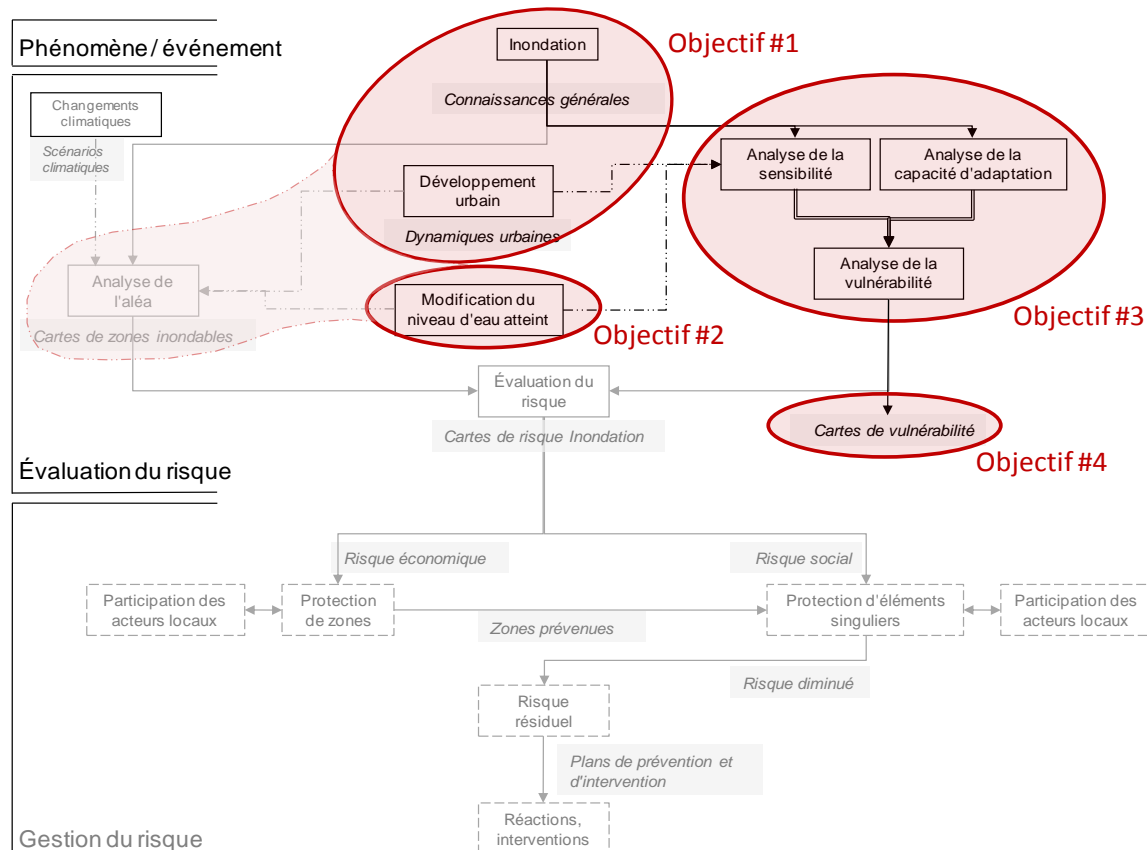 Phénomène / événement
Inondation
Objectif #1
Connaissances générales
Changements
climatiques
Scénarios
climatiques
Analyse de la
sensibilité
Analyse de la
capacité d'adaptation
Développement
urbain
Dynamiques urbaines
Analyse de
l'aléa
Cartes de zones inondables
Modification du
niveau d'eau atteint
Objectif #2
Analyse de la
vulnérabilité
Objectif #3
Évaluation du
risque
Cartes de risque Inondation
Cartes de vulnérabilité
Objectif #4
Évaluation du risque
Risque économique
Risque social
Participation des
acteurs locaux
Protection
de zones
Zones prévenues
Protection d'éléments
singuliers
Participation des
acteurs locaux
Risque diminué
Risque
résiduel
Plans de prévention et
d'intervention
Réactions,
interventions
Gestion du risque